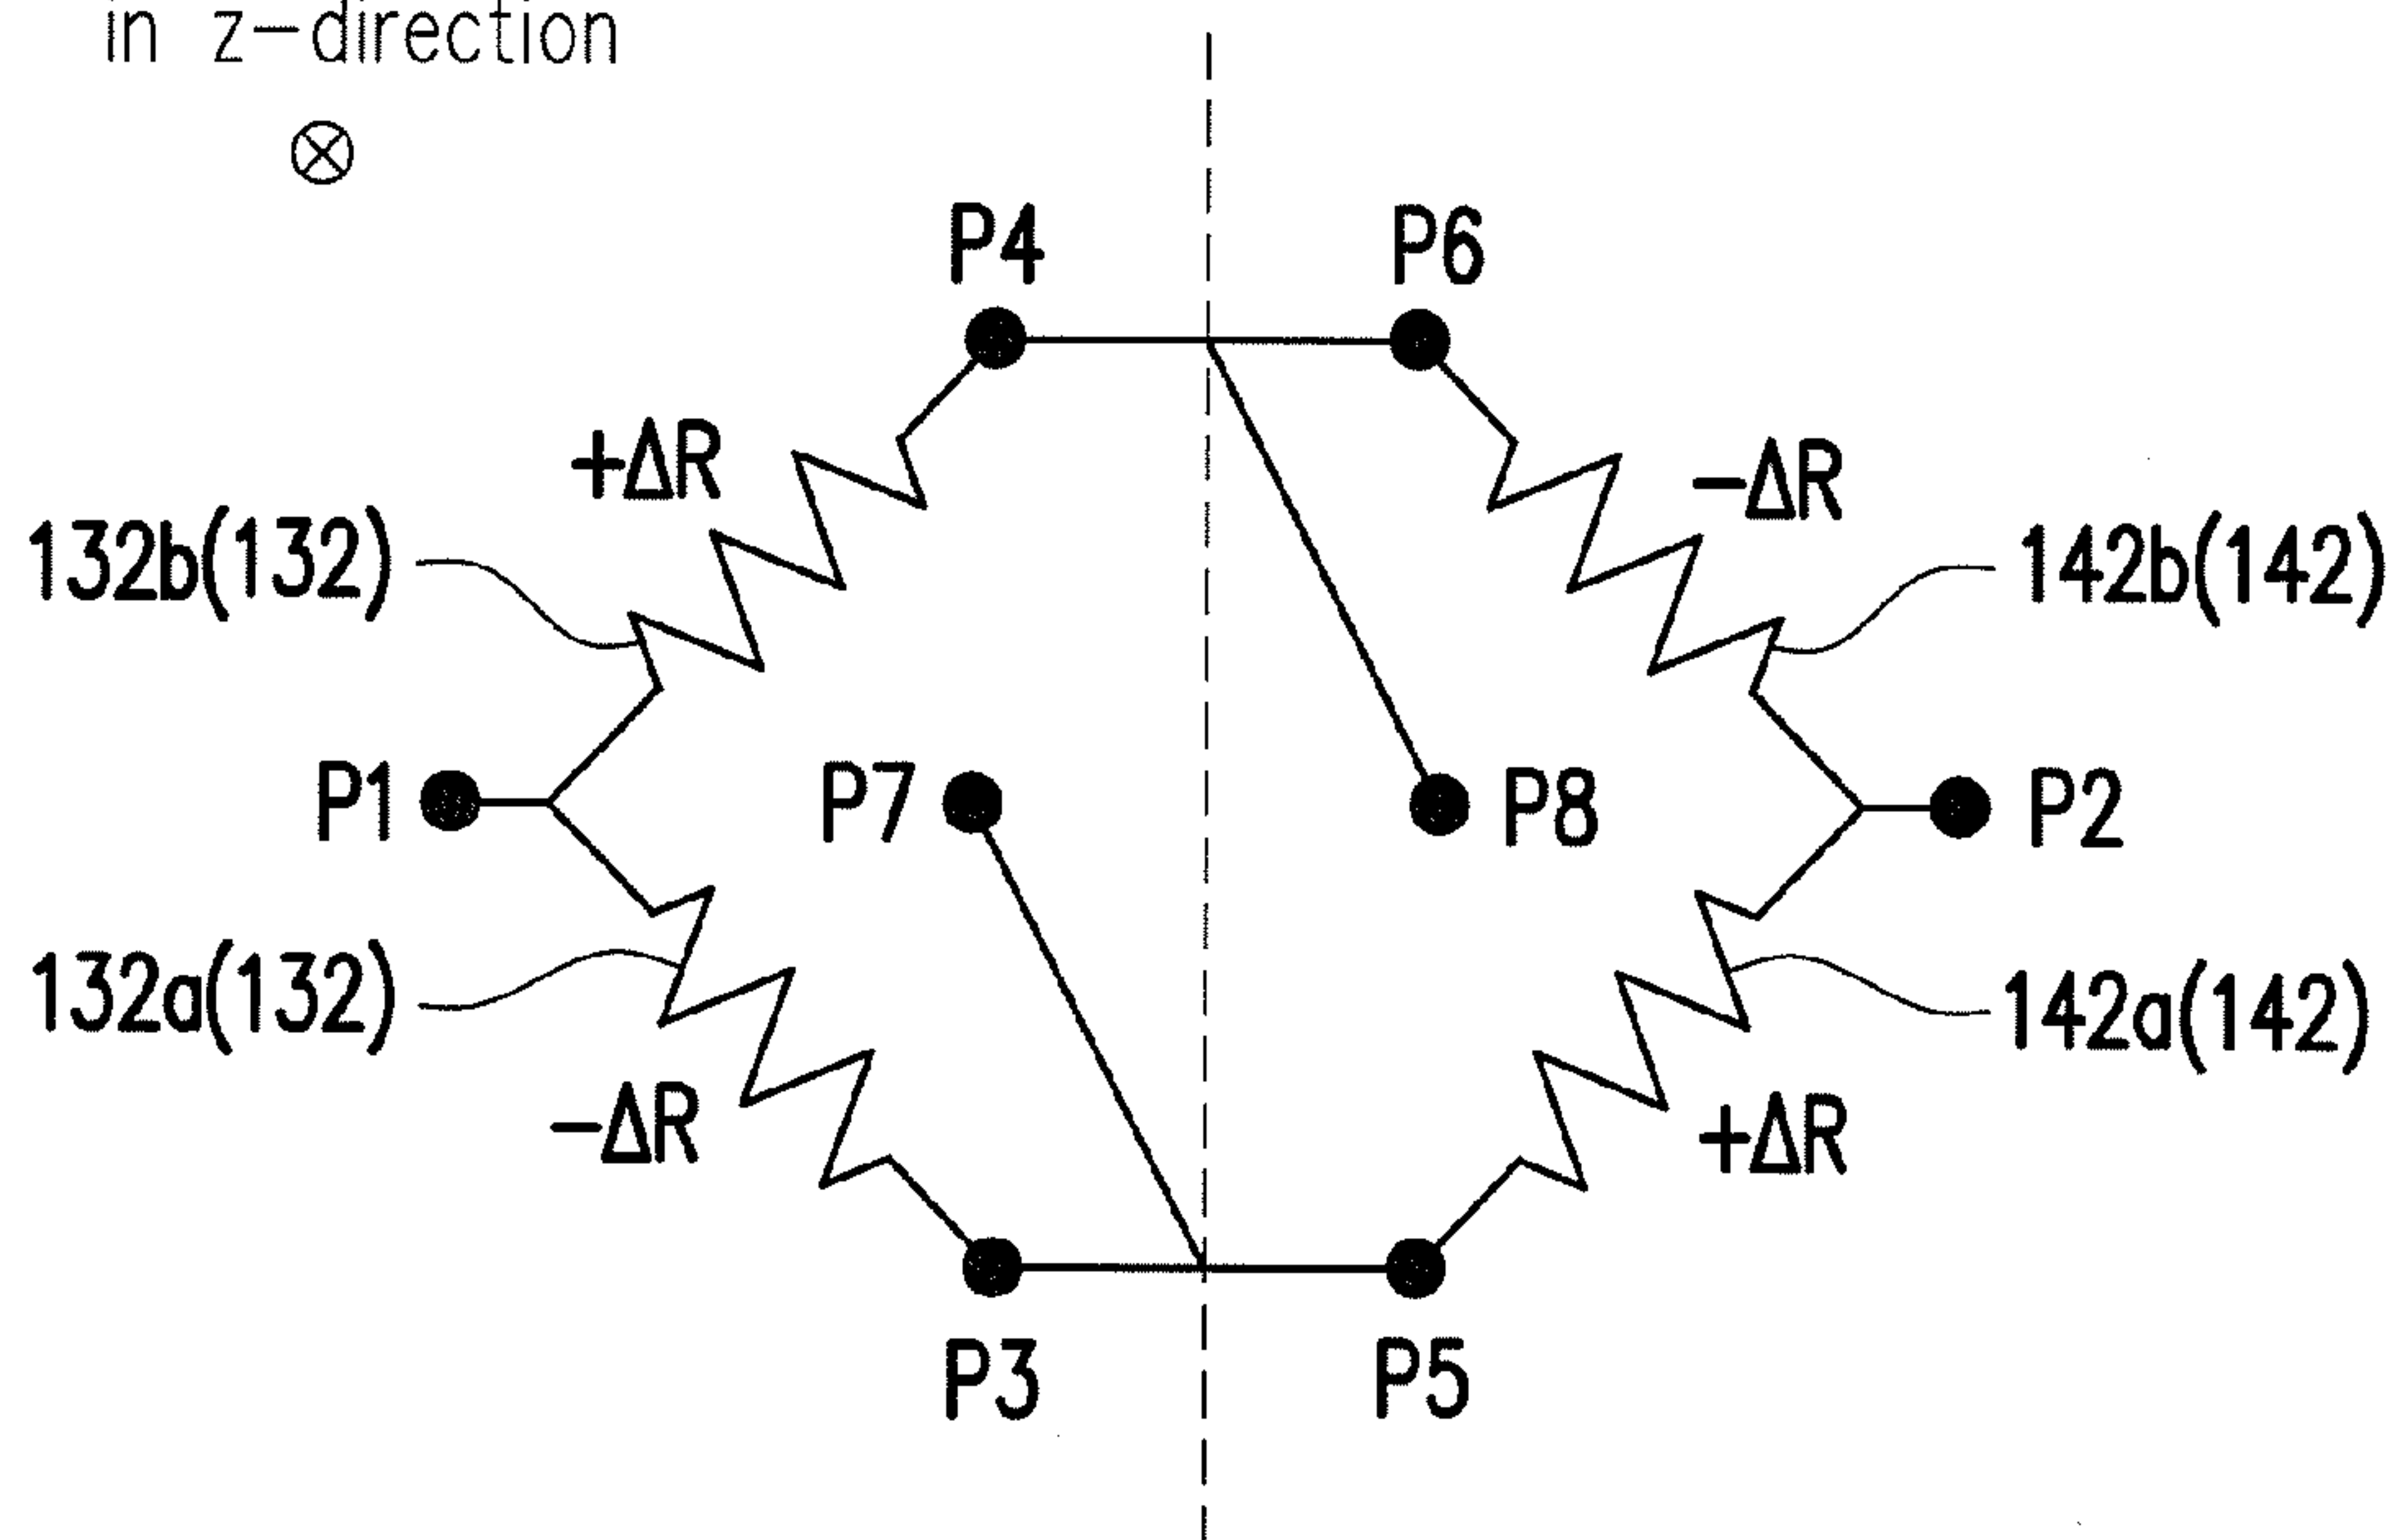 in z-direction
P4
P6
+ΔR
-ΔR
132b(132)
142b(142)
P1
P7
P8
P2
132a(132)
142a(142)
-ΔR
+ΔR
P3
P5